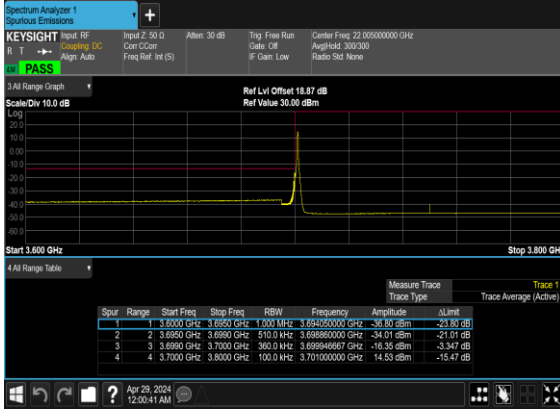 Spectrum Analyzer 1
Spurious Emissions
+
KEYSIGHT Input: RF Input Z: 50 Ω Atten: 30 dB Trig: Free Run Center Freq: 22.005000000 GHz
R T Coupling: DC Corr CCorr Gate: Off Avg|Hold: 300/300
Align: Auto Freq Ref: Int (S) IF Gain: Low Radio Std: None
PASS
3 All Range Graph
Ref Lvl Offset 18.87 dB
Scale/Div 10.0 dB Ref Value 30.00 dBm
Log
20.0
10.0
0.00
-10.0
-20.0
-30.0
-40.0
-50.0
-60.0
Start 3.600 GHz Stop 3.800 GH
4 All Range Table
Measure Trace Trace 1
Trace Type Trace Average (Active)
Spur Range Start Freq Stop Freq RBW Frequency Amplitude ΔLimit
1 1 3.6000 GHz 3.6950 GHz 1.000 MHz 3.694050000 GHz -36.80 dBm -23.80 dB
2 2 3.6950 GHz 3.6990 GHz 510.0 kHz 3.698860000 GHz -34.01 dBm -21.01 dB
3 3 3.6990 GHz 3.7000 GHz 360.0 kHz 3.699946667 GHz -16.35 dBm -3.347 dB
4 4 3.7000 GHz 3.8000 GHz 100.0 kHz 3.701000000 GHz 14.53 dBm -15.47 dB
?
Apr 29, 2024
12:00:41 AM